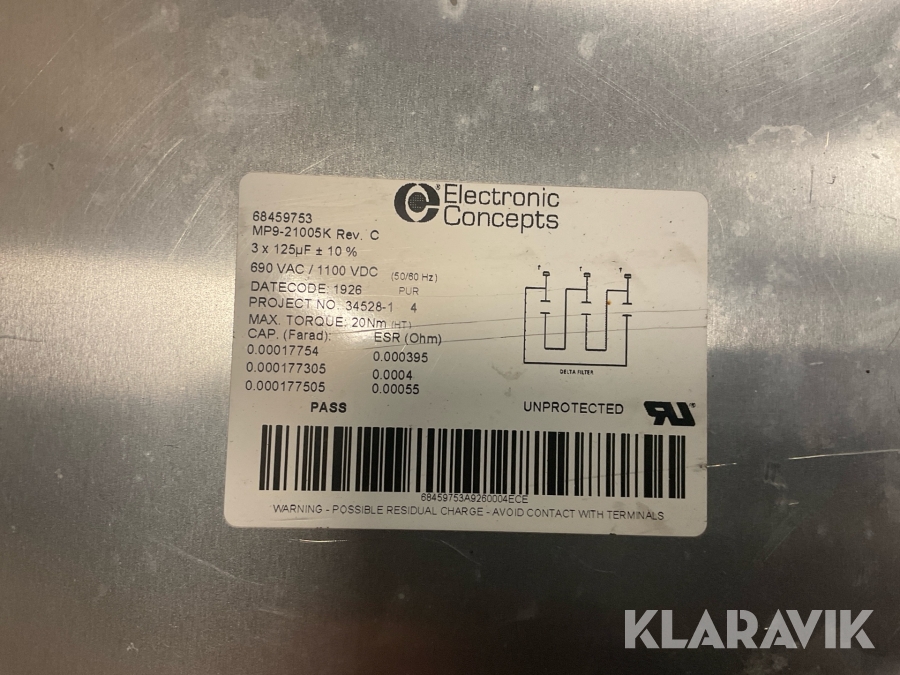 Electronic
Concepts
68459753
MP9-21005K Rev. C
3 x 125µF ± 10 %
690 VAC / 1100 VDC (50/60 Hz)
DATECODE: 1926 PUR
PROJECT NO. 34528-1 4
MAX. TORQUE: 20Nm (HT)
CAP. (Farad): ESR (Ohm)
0.00017754 0.000395
0.000177305 0.0004
0.000177505 0.00055
DELTA FILTER
PASS UNPROTECTED
68459753A9260004ECE
WARNING - POSSIBLE RESIDUAL CHARGE - AVOID CONTACT WITH TERMINALS
KLARAVIK